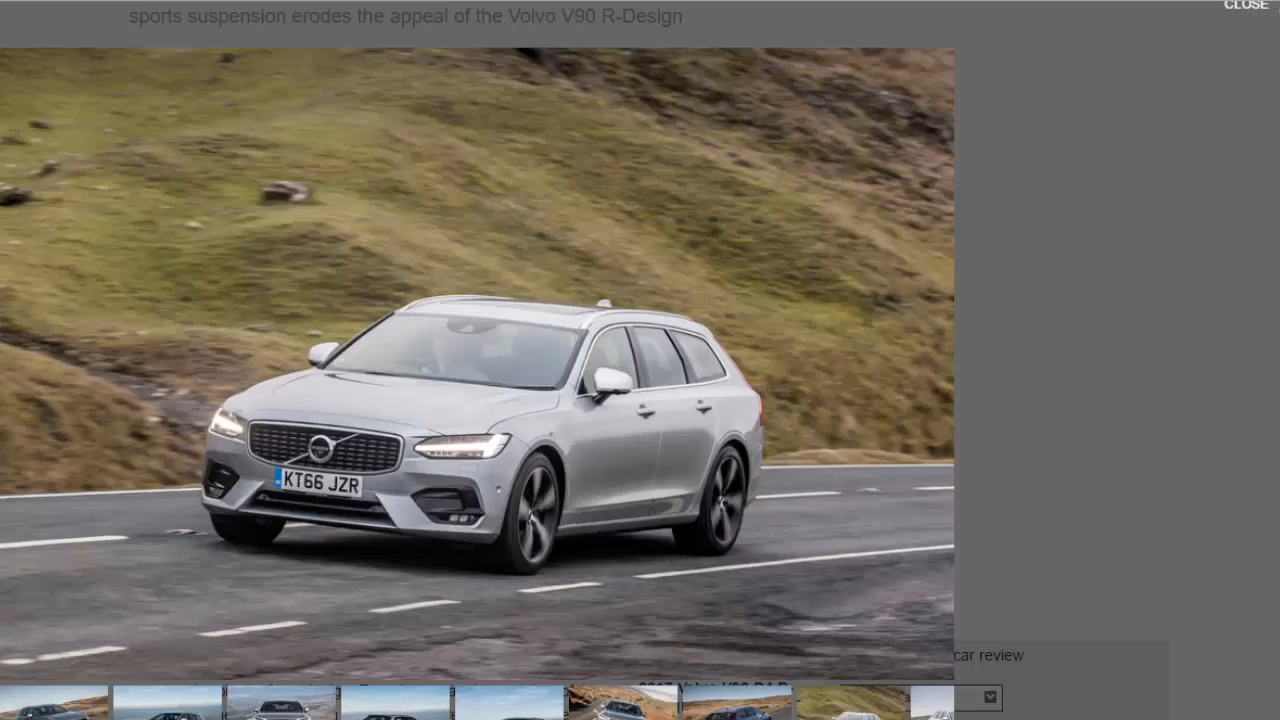 CLOSE
sports suspension erodes the appeal of the Volvo V90 R-Design
KT66 JZR
car review